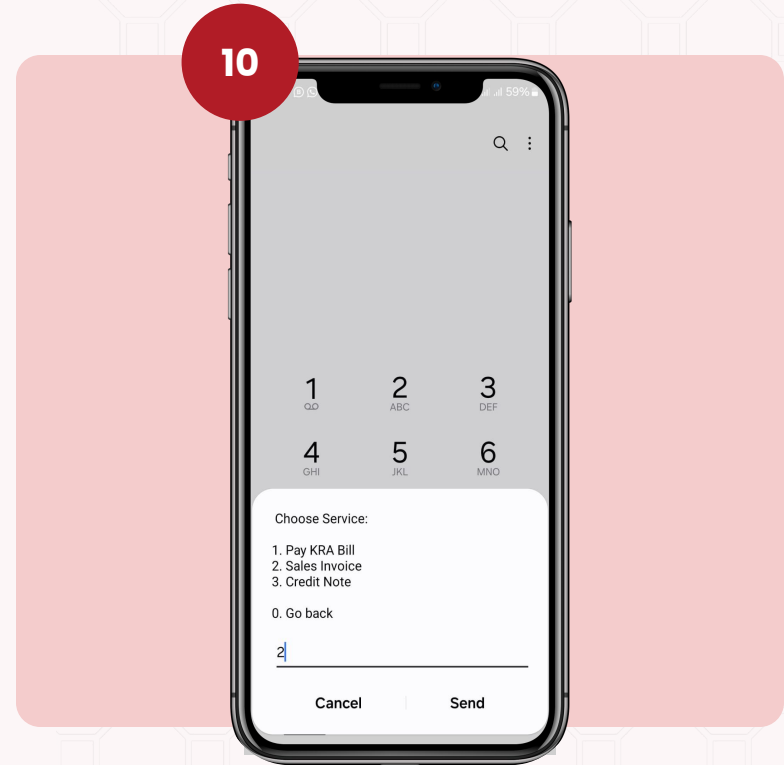 10
59%
1
2
ABC
3
DEF
4
GHI
5
JKL
6
MNO
Choose Service:
1. Pay KRA Bill
2. Sales Invoice
3. Credit Note
0. Go back
2
Cancel
Send